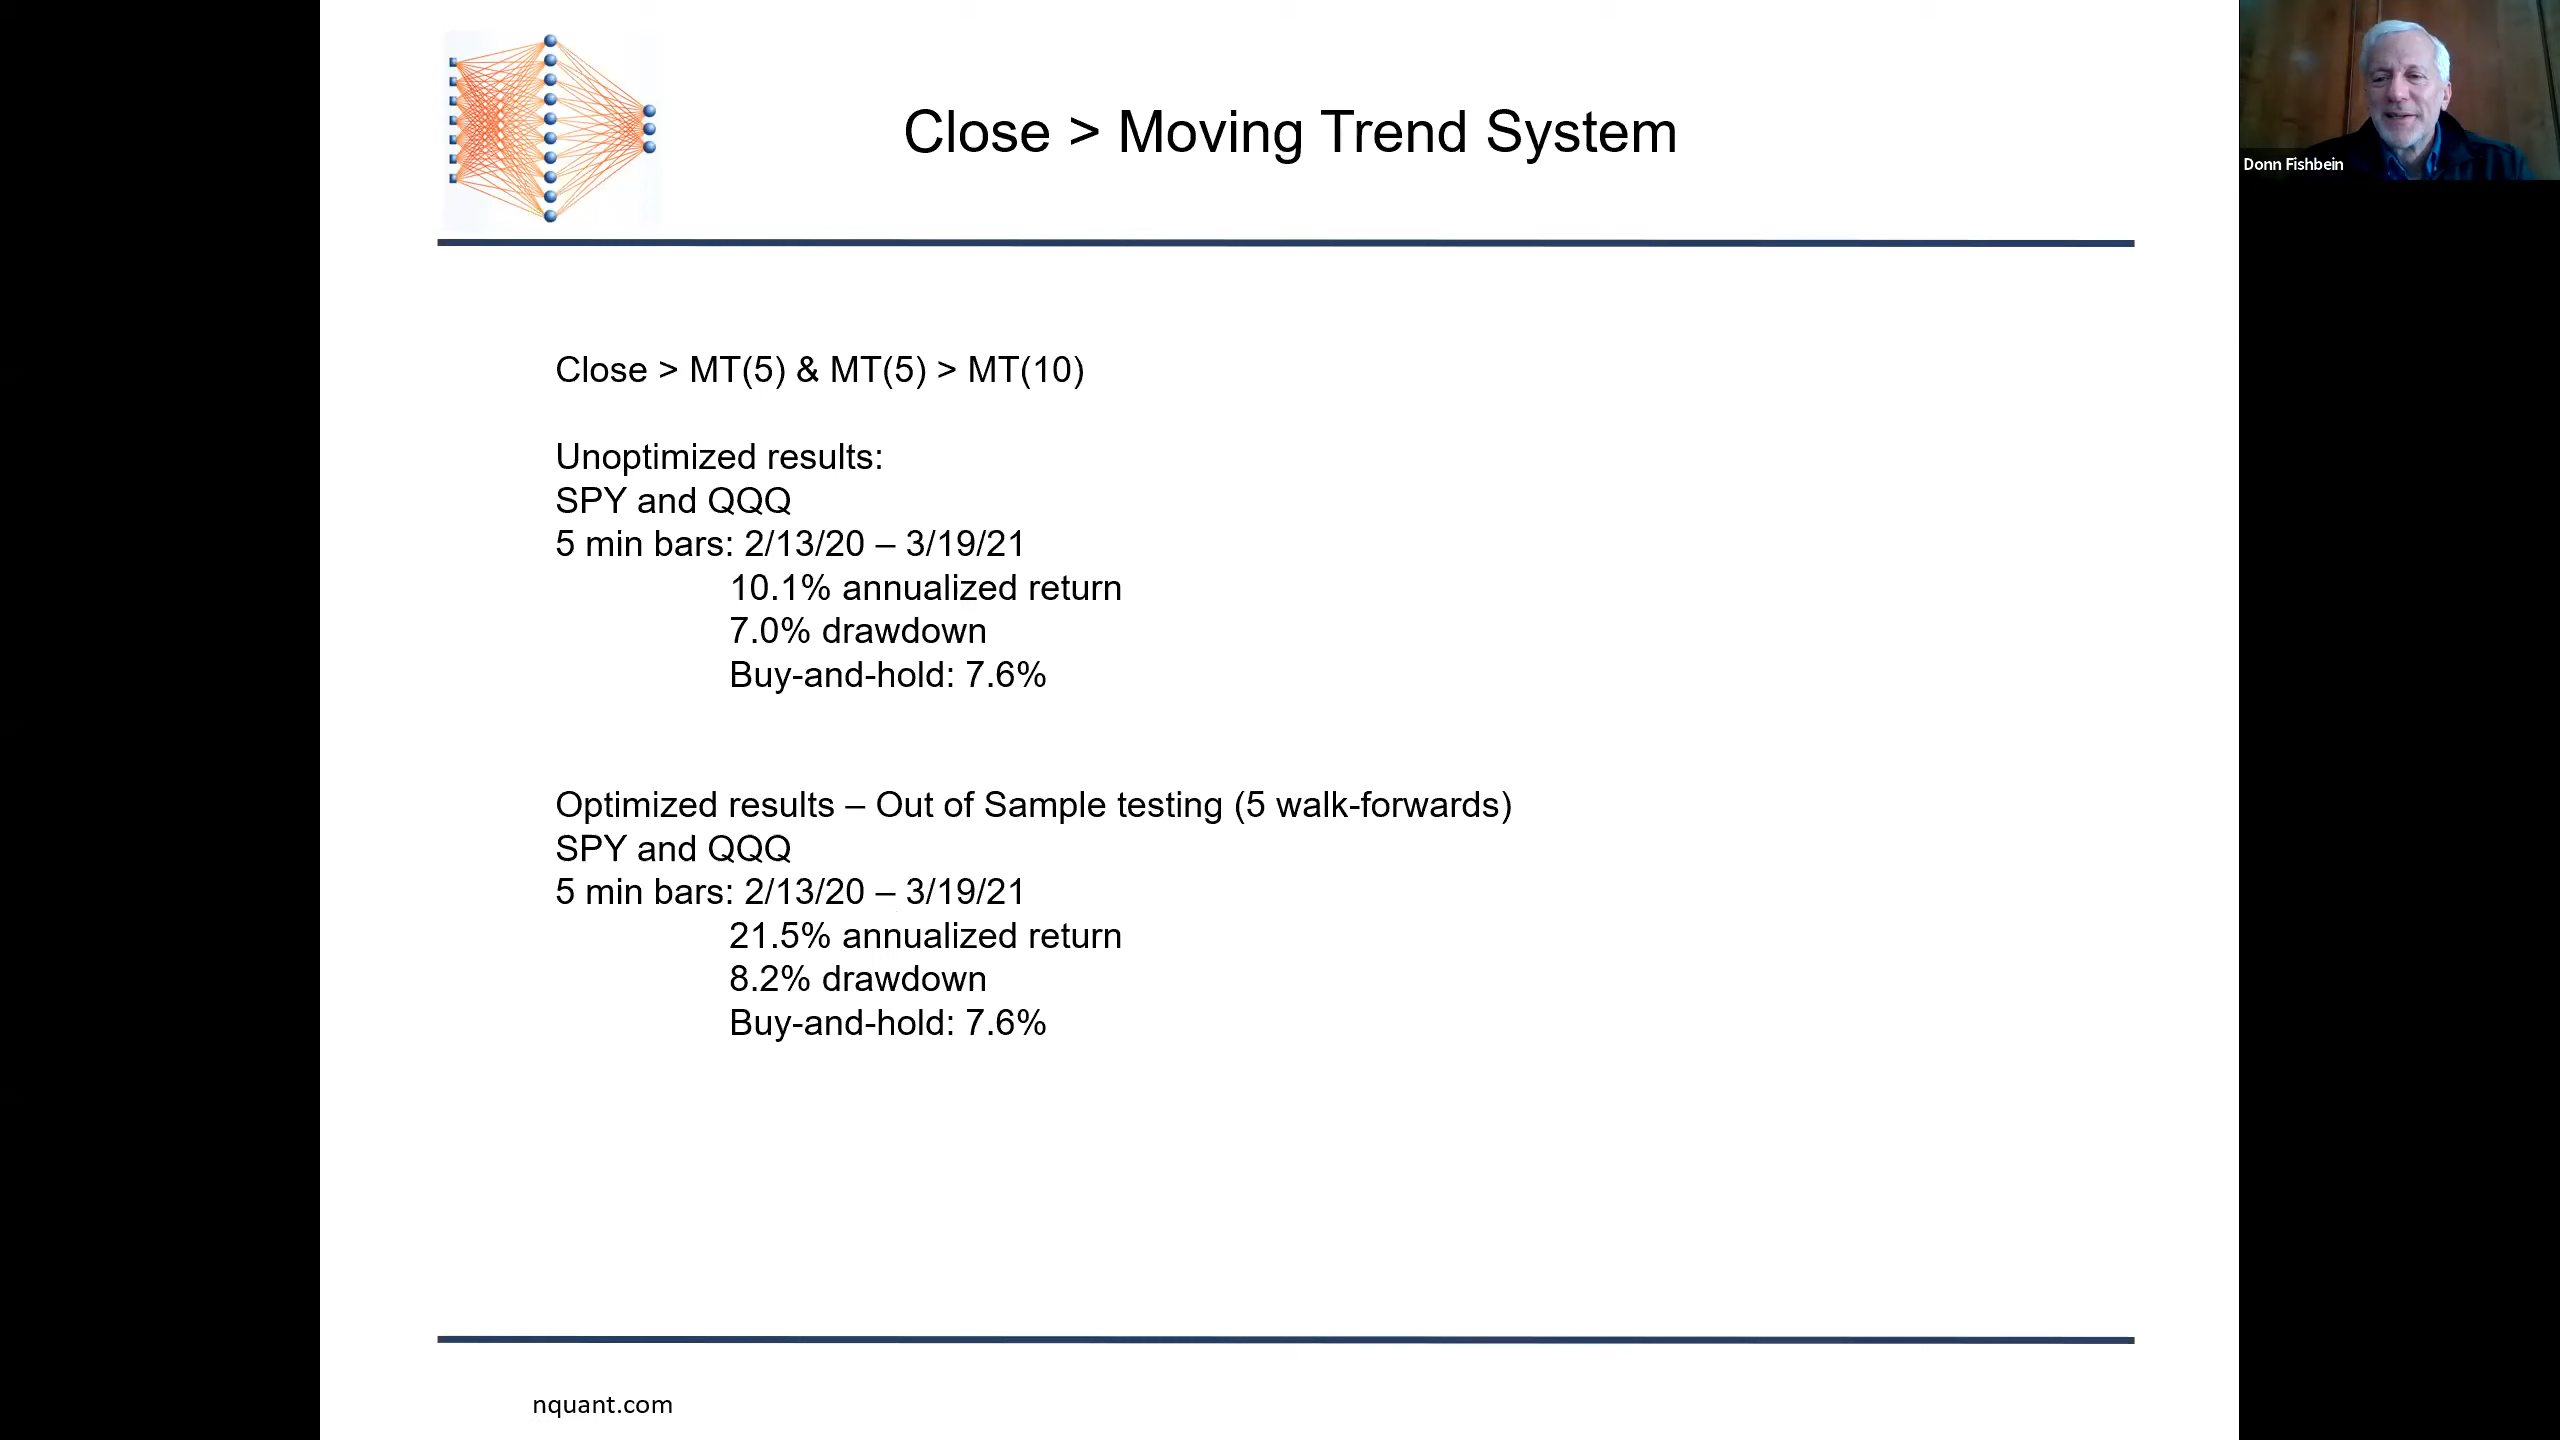 Close > Moving Trend System
Donn Fishbein
Close > MT(5) & MT(5) > MT(10)
Unoptimized results:
SPY and QQQ
5 min bars: 2/13/20 – 3/19/21
10.1% annualized return
7.0% drawdown
Buy-and-hold: 7.6%
Optimized results – Out of Sample testing (5 walk-forwards)
SPY and QQQ
5 min bars: 2/13/20 – 3/19/21
21.5% annualized return
8.2% drawdown
Buy-and-hold: 7.6%
nquant.com